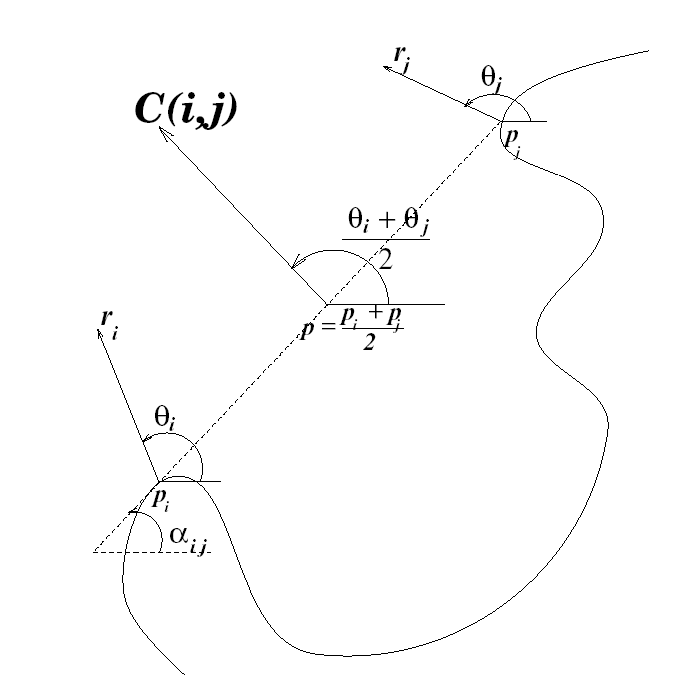 r_j
θ_j
C(i,j)
p_j
θ_i + θ_j
2
p = p_i + p_j
2
r_i
θ_i
p_i
α_ij